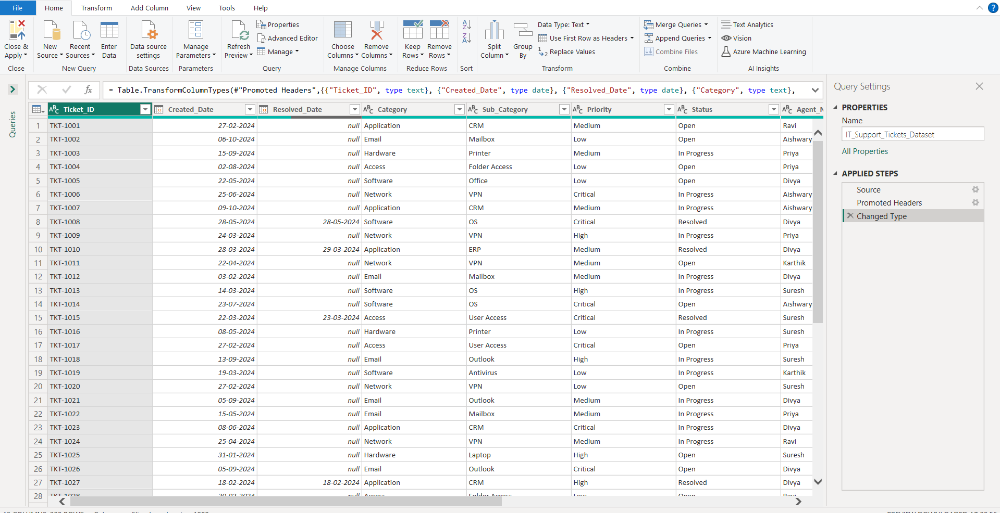 File Home Transform Add Column View Tools Help
Close & Apply New Source Recent Sources Enter Data Data source settings Manage Parameters Refresh Preview Properties Advanced Editor Manage Choose Columns Remove Columns Keep Rows Remove Rows Split Column Group By Data Type: Text Use First Row as Headers Replace Values Merge Queries Append Queries Combine Files Text Analytics Vision Azure Machine Learning
Close New Query Data Sources Parameters Query Manage Columns Reduce Rows Sort Transform Combine AI Insights
fx = Table.TransformColumnTypes(#"Promoted Headers",{{"Ticket_ID", type text}, {"Created_Date", type date}, {"Resolved_Date", type date}, {"Category", type text},
Queries
Ticket_ID Created_Date Resolved_Date Category Sub_Category Priority Status
1 TKT-1001 27-02-2024 null Application CRM Medium Open Ravi
2 TKT-1002 06-10-2024 null Email Mailbox Low Open Aishwary
3 TKT-1003 15-09-2024 null Hardware Printer Medium In Progress Priya
4 TKT-1004 02-08-2024 null Access Folder Access Low Open Priya
5 TKT-1005 22-05-2024 null Software Office Low Open Divya
6 TKT-1006 25-06-2024 null Network VPN Critical In Progress Aishwary
7 TKT-1007 09-10-2024 null Application CRM Medium In Progress Aishwary
8 TKT-1008 28-05-2024 28-05-2024 Software OS Critical Resolved Divya
9 TKT-1009 24-03-2024 null Network VPN High In Progress Priya
10 TKT-1010 28-03-2024 29-03-2024 Application ERP Medium Resolved Divya
11 TKT-1011 22-04-2024 null Network VPN Medium Open Karthik
12 TKT-1012 03-02-2024 null Email Mailbox Medium In Progress Divya
13 TKT-1013 14-03-2024 null Software OS High In Progress Suresh
14 TKT-1014 23-07-2024 null Software OS Critical Open Aishwary
15 TKT-1015 22-03-2024 23-03-2024 Access User Access Critical Resolved Suresh
16 TKT-1016 08-05-2024 null Hardware Printer Low In Progress Suresh
17 TKT-1017 27-02-2024 null Access User Access Critical Open Priya
18 TKT-1018 13-09-2024 null Email Outlook High In Progress Suresh
19 TKT-1019 19-03-2024 null Software Antivirus Low In Progress Karthik
20 TKT-1020 27-02-2024 null Network VPN Low Open Suresh
21 TKT-1021 05-09-2024 null Email Outlook Medium In Progress Divya
22 TKT-1022 15-05-2024 null Email Mailbox Medium In Progress Priya
23 TKT-1023 08-06-2024 null Application CRM Critical In Progress Divya
24 TKT-1024 25-04-2024 null Network VPN Medium In Progress Ravi
25 TKT-1025 31-01-2024 null Hardware Laptop High Open Suresh
26 TKT-1026 05-09-2024 null Email Outlook Critical Open Divya
27 TKT-1027 18-02-2024 18-02-2024 Application CRM High Resolved Divya
28
Query Settings
PROPERTIES
Name
IT_Support_Tickets_Dataset
All Properties
APPLIED STEPS
Source
Promoted Headers
Changed Type